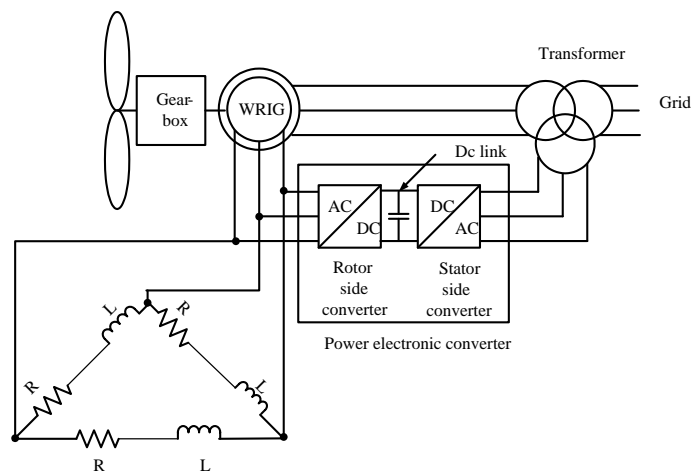 Transformer
Gear-
box
WRIG
Grid
Dc link
AC
DC
DC
AC
Rotor
side
converter
Stator
side
converter
Power electronic converter
L
R
R
L
R
L